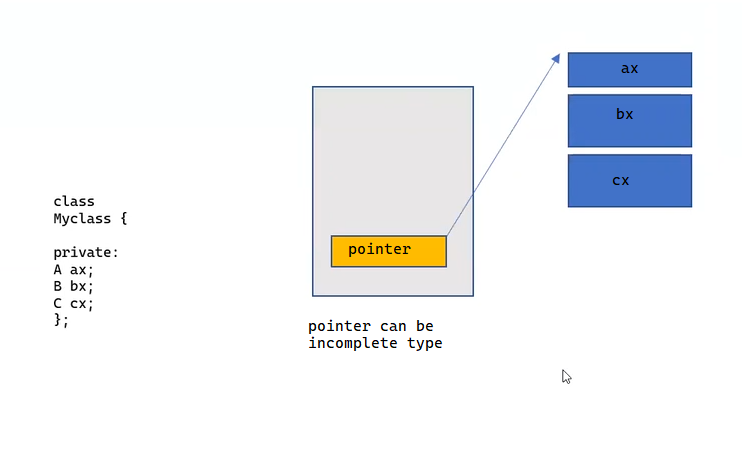 class
Myclass {
private:
A ax;
B bx;
C cx;
};
pointer
pointer can be
incomplete type
ax
bx
cx